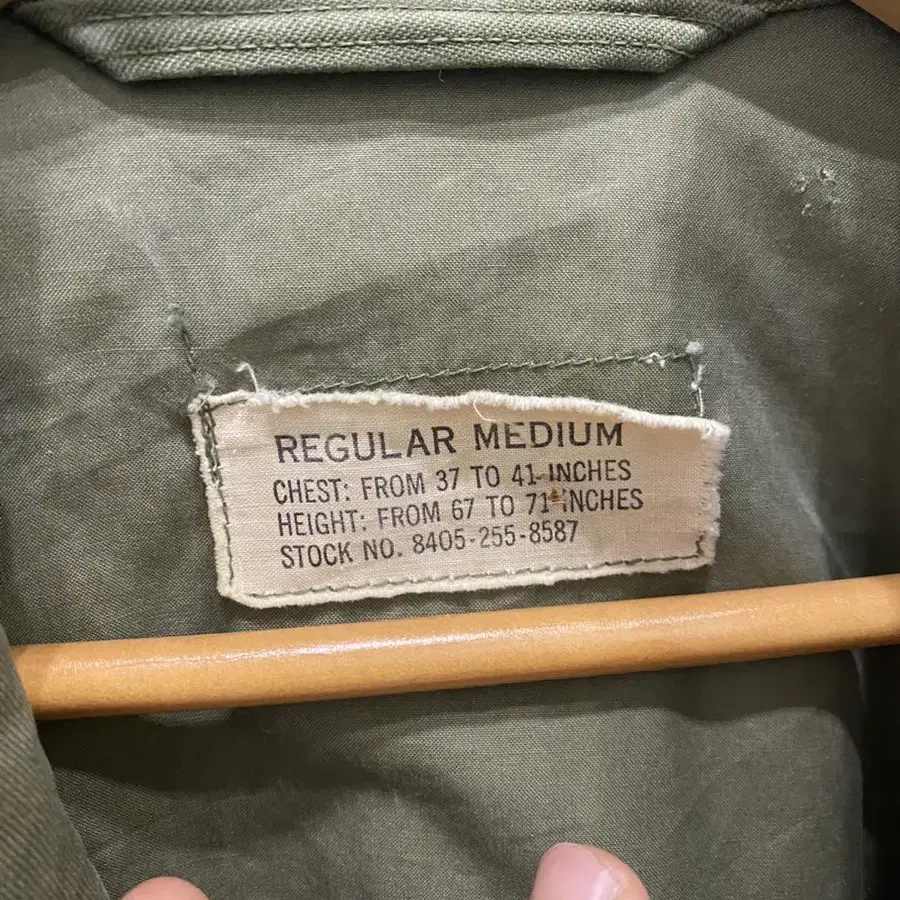 REGULAR MEDIUM
CHEST: FROM 37 TO 41 INCHES
HEIGHT: FROM 67 TO 71 INCHES
STOCK NO. 8405-255-8587